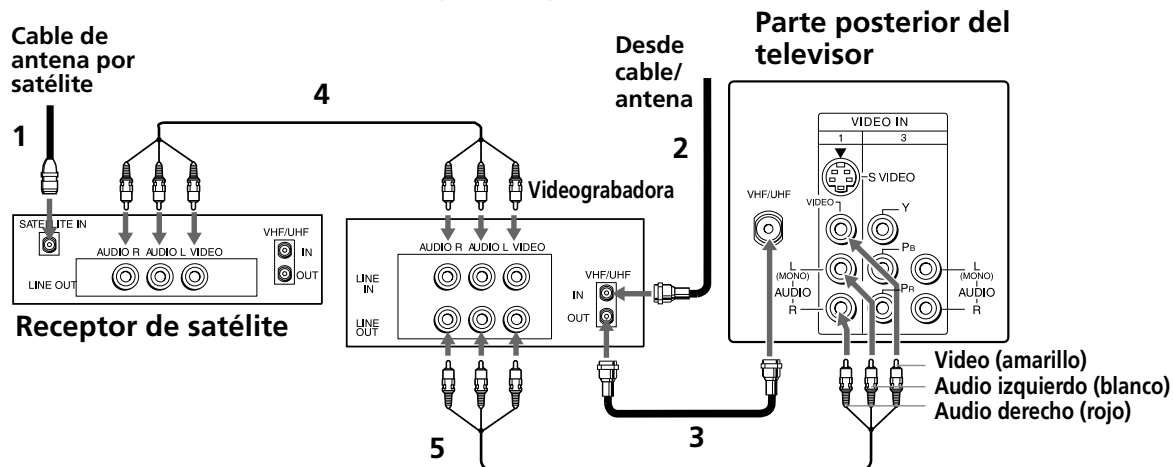 Cable de
antena por
satélite
1
4
Desde
cable/
antena
2
Parte posterior del
televisor
VIDEO IN
1
3
S VIDEO
VHF/UHF
VIDEO
Y
PB
L
(MONO)
AUDIO
R
PR
L
(MONO)
AUDIO
R
Videograbadora
SATELLITE IN
AUDIO R AUDIO L VIDEO
VHF/UHF
IN
OUT
LINE OUT
Receptor de satélite
AUDIO R AUDIO L VIDEO
LINE
IN
LINE
OUT
VHF/UHF
IN
OUT
Video (amarillo)
Audio izquierdo (blanco)
Audio derecho (rojo)
5
3